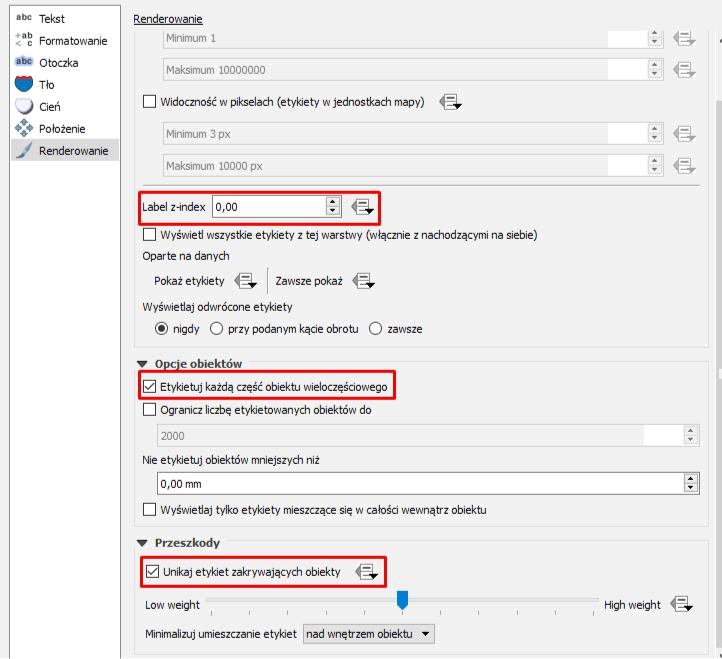 abc Tekst
+ab < c Formatowanie
abc Otoczka
Tło
Cień
Położenie
Renderowanie
Renderowanie
Minimum 1
Maksimum 10000000
Widoczność w pikselach (etykiety w jednostkach mapy)
Minimum 3 px
Maksimum 10000 px
Label z-index 0,00
Wyświetl wszystkie etykiety z tej warstwy (włącznie z nachodzącymi na siebie)
Oparte na danych
Pokaż etykiety Zawsze pokaż
Wyświetlaj odwrócone etykiety
nigdy przy podanym kącie obrotu zawsze
Opcje obiektów
Etykietuj każdą część obiektu wieloczęściowego
Ogranicz liczbę etykietowanych obiektów do
2000
Nie etykietuj obiektów mniejszych niż
0,00 mm
Wyświetlaj tylko etykiety mieszczące się w całości wewnątrz obiektu
Przeszkody
Unikaj etykiet zakrywających obiekty
Low weight High weight
Minimalizuj umieszczanie etykiet nad wnętrzem obiektu